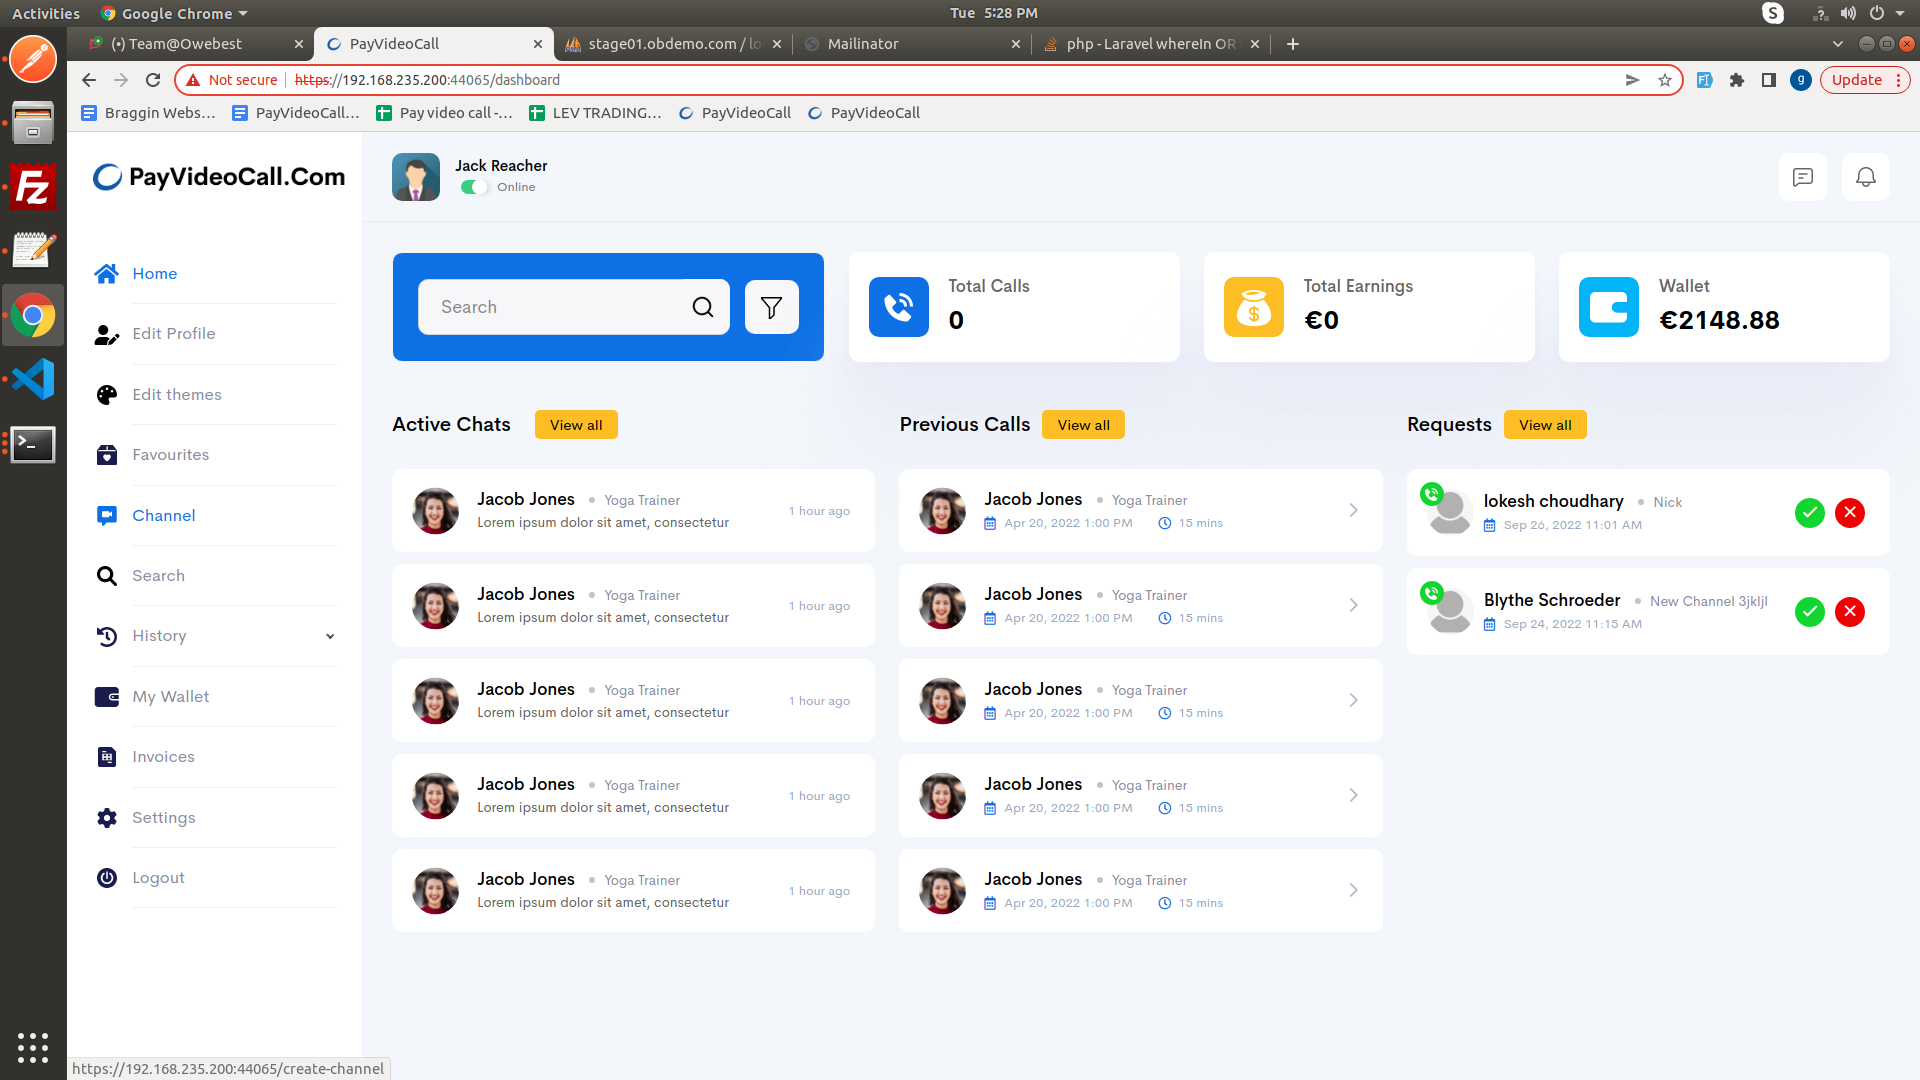 Activities
Google Chrome
Tue 5:28 PM
(•) Team@Owebest
PayVideoCall
stage01.obdemo.com / lo
Mailinator
php - Laravel whereIn OR
Not secure
https://192.168.235.200:44065/dashboard
g
Update
Braggin Webs...
PayVideoCall...
Pay video call -...
LEV TRADING...
PayVideoCall
PayVideoCall
PayVideoCall.Com
Home
Edit Profile
Edit themes
Favourites
Channel
Search
History
My Wallet
Invoices
Settings
Logout
Jack Reacher
Online
Search
Total Calls
0
Total Earnings
€0
Wallet
€2148.88
Active Chats
View all
Jacob Jones Yoga Trainer
Lorem ipsum dolor sit amet, consectetur
1 hour ago
Jacob Jones Yoga Trainer
Lorem ipsum dolor sit amet, consectetur
1 hour ago
Jacob Jones Yoga Trainer
Lorem ipsum dolor sit amet, consectetur
1 hour ago
Jacob Jones Yoga Trainer
Lorem ipsum dolor sit amet, consectetur
1 hour ago
Jacob Jones Yoga Trainer
Lorem ipsum dolor sit amet, consectetur
1 hour ago
Previous Calls
View all
Jacob Jones Yoga Trainer
Apr 20, 2022 1:00 PM 15 mins
Jacob Jones Yoga Trainer
Apr 20, 2022 1:00 PM 15 mins
Jacob Jones Yoga Trainer
Apr 20, 2022 1:00 PM 15 mins
Jacob Jones Yoga Trainer
Apr 20, 2022 1:00 PM 15 mins
Jacob Jones Yoga Trainer
Apr 20, 2022 1:00 PM 15 mins
Requests
View all
lokesh choudhary Nick
Sep 26, 2022 11:01 AM
Blythe Schroeder New Channel 3jkljl
Sep 24, 2022 11:15 AM
https://192.168.235.200:44065/create-channel